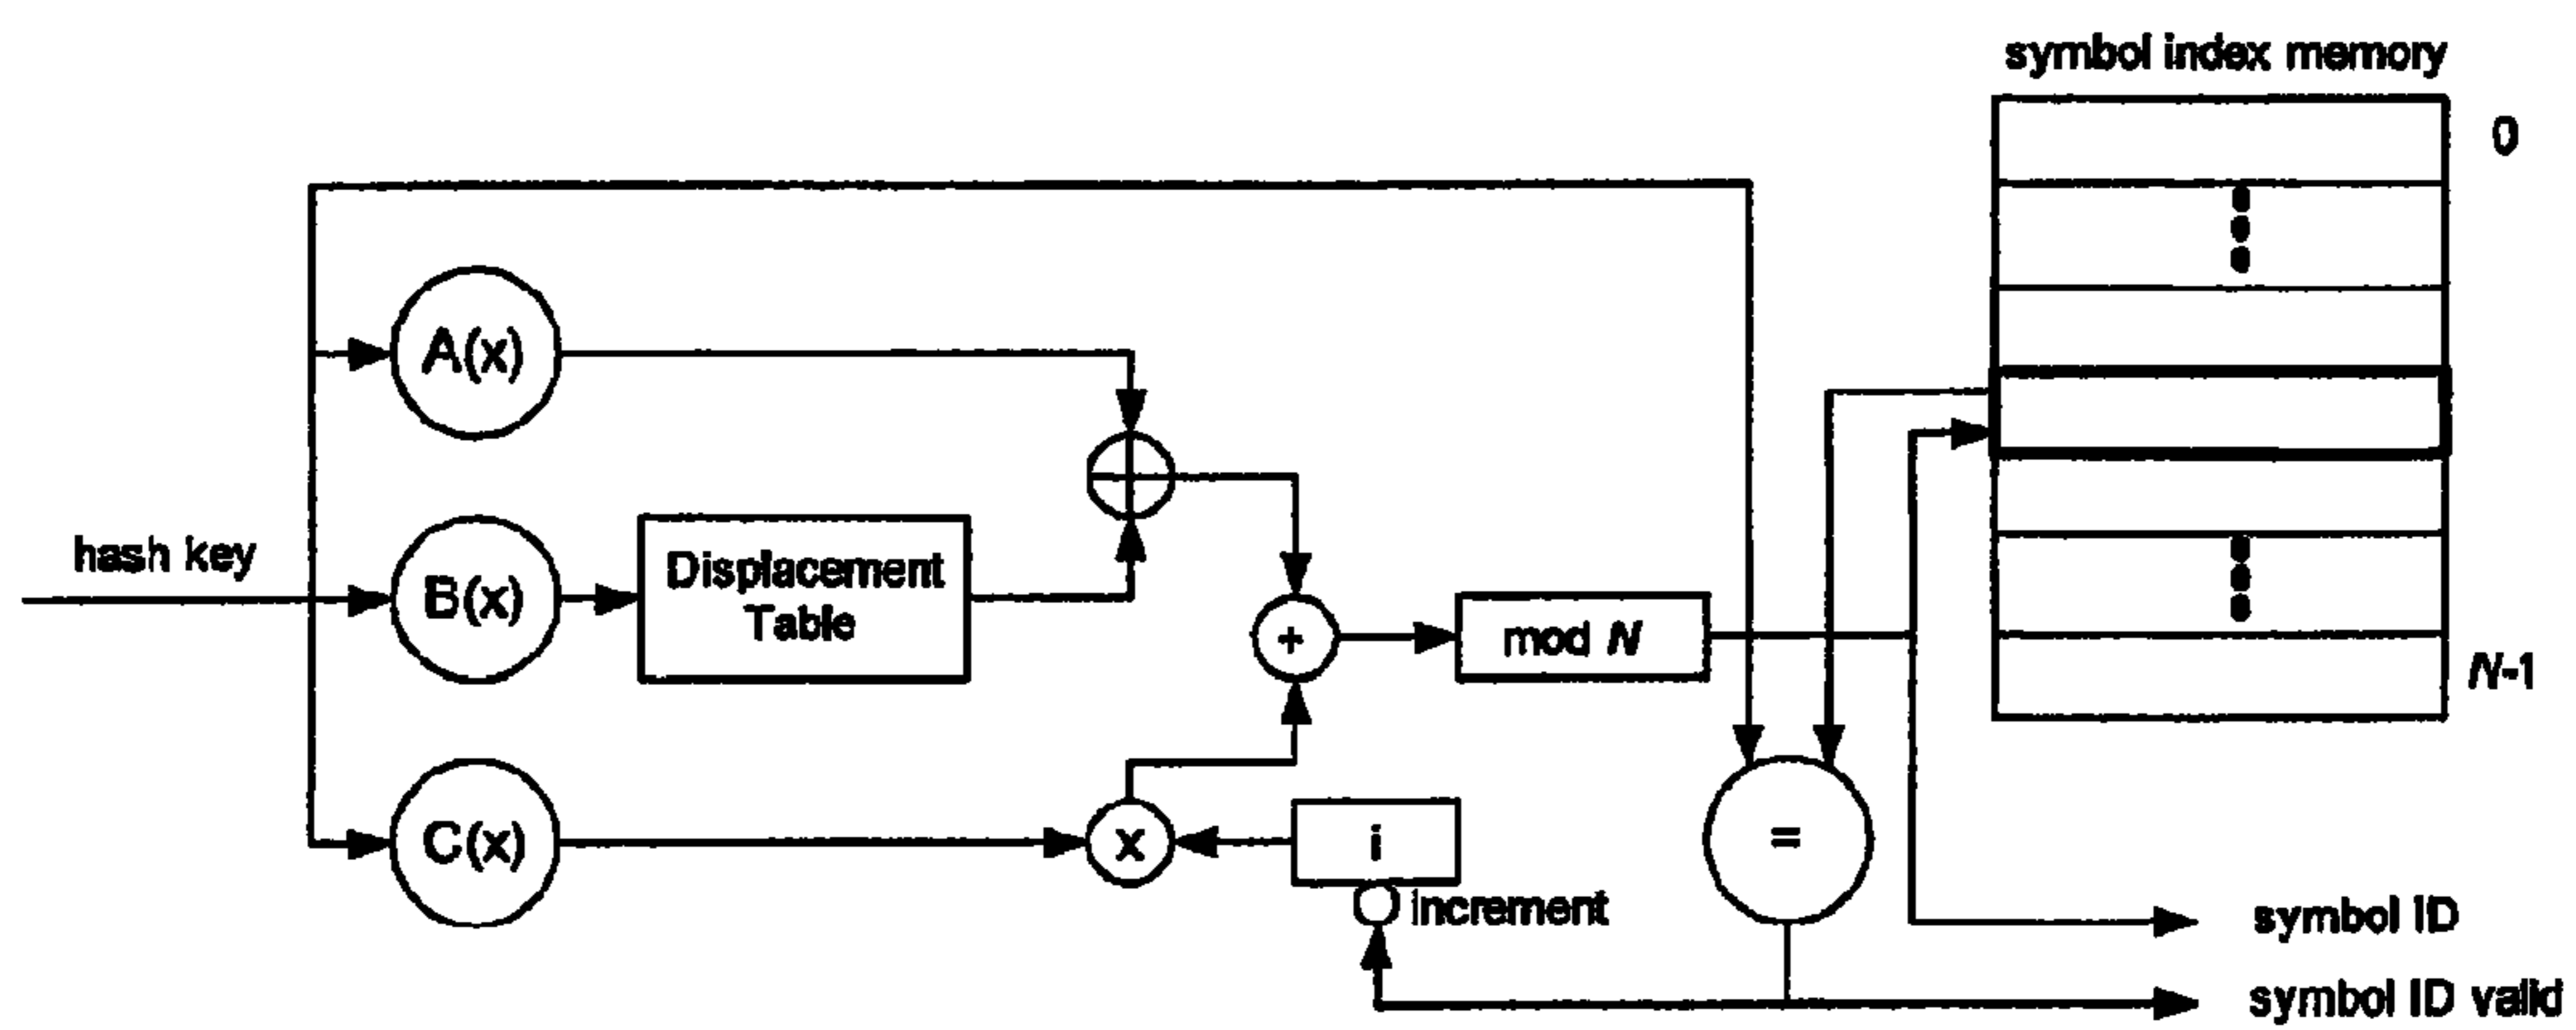 symbol index memory
0
A(x)
hash key
B(x)
Displacement
Table
+
mod N
N-1
C(x)
x
i
=
increment
symbol ID
symbol ID valid